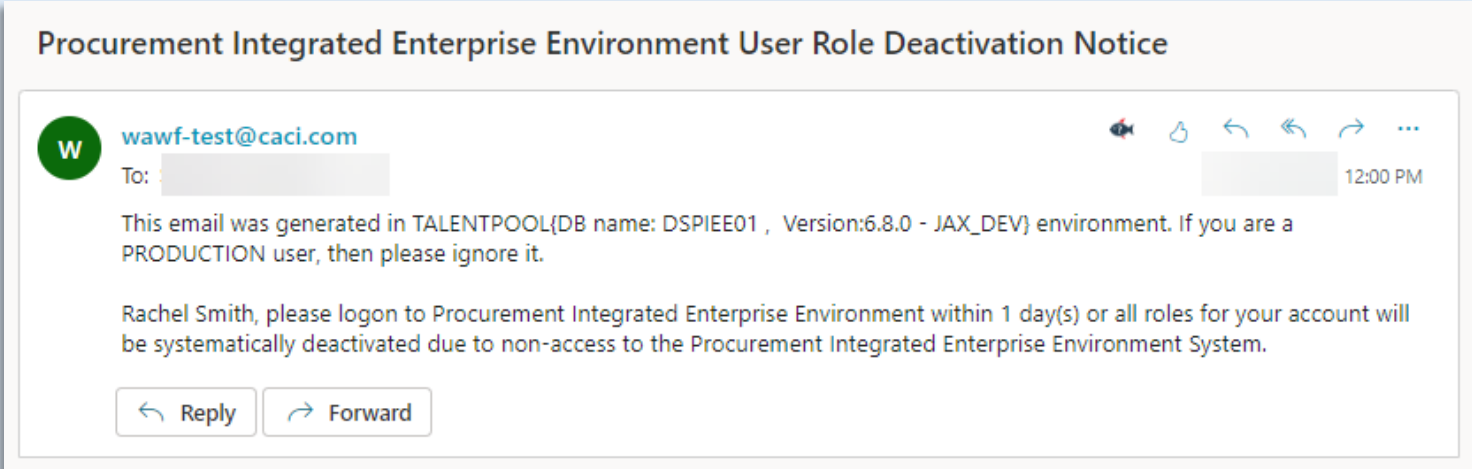 Procurement Integrated Enterprise Environment User Role Deactivation Notice
W
wawf-test@caci.com
To:
12:00 PM
This email was generated in TALENTPOOL{DB name: DSPIEE01 , Version:6.8.0 - JAX_DEV} environment. If you are a
PRODUCTION user, then please ignore it.
Rachel Smith, please logon to Procurement Integrated Enterprise Environment within 1 day(s) or all roles for your account will
be systematically deactivated due to non-access to the Procurement Integrated Enterprise Environment System.
Reply
Forward